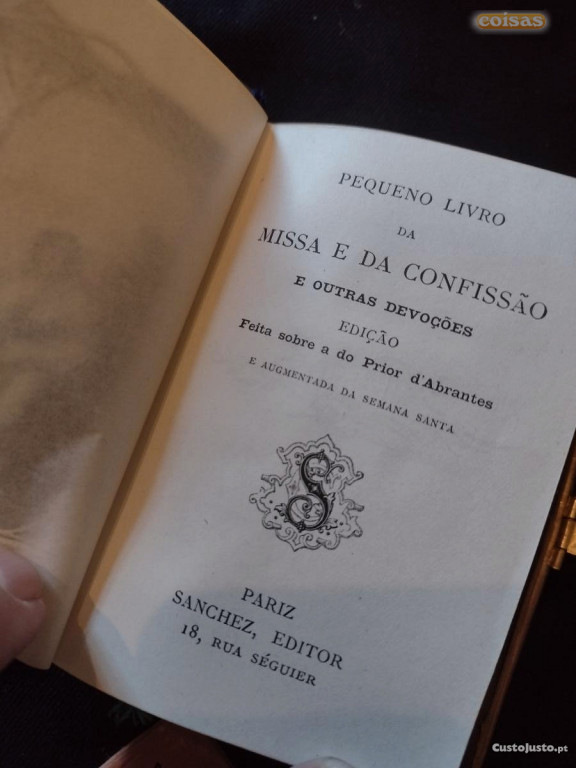 coisas
PEQUENO LIVRO
DA
MISSA E DA CONFISSÃO
E OUTRAS DEVOÇÕES
EDIÇÃO
Feita sobre a do Prior d'Abrantes
E AUGMENTADA DA SEMANA SANTA
S
PARIZ
SANCHEZ, EDITOR
18, RUA SÉGUIER
CustoJusto.pt